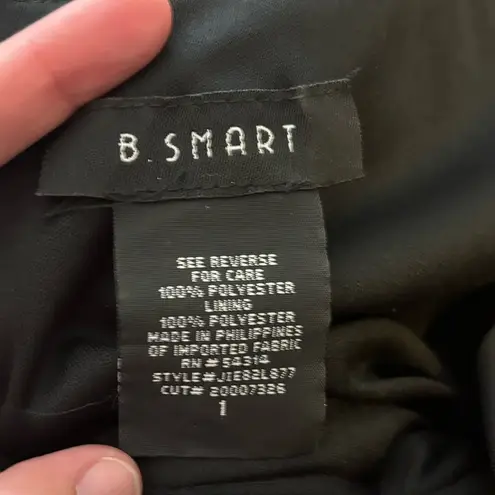 B. SMART
SEE REVERSE
FOR CARE
100% POLYESTER
LINING
100% POLYESTER
MADE IN PHILIPPINES
OF IMPORTED FABRIC
RN # 54314
STYLE#J1E82L877
CUT# 20007326
1